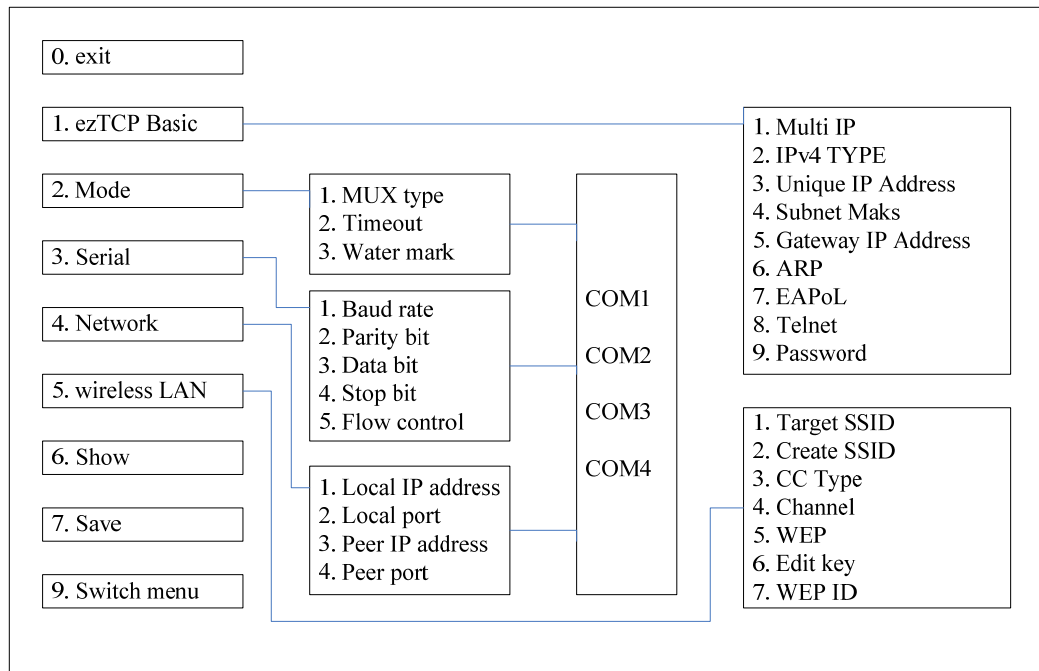 0. exit
1. ezTCP Basic
2. Mode
3. Serial
4. Network
5. wireless LAN
6. Show
7. Save
9. Switch menu
1. MUX type
2. Timeout
3. Water mark
1. Baud rate
2. Parity bit
3. Data bit
4. Stop bit
5. Flow control
1. Local IP address
2. Local port
3. Peer IP address
4. Peer port
COM1
COM2
COM3
COM4
1. Multi IP
2. IPv4 TYPE
3. Unique IP Address
4. Subnet Maks
5. Gateway IP Address
6. ARP
7. EAPoL
8. Telnet
9. Password
1. Target SSID
2. Create SSID
3. CC Type
4. Channel
5. WEP
6. Edit key
7. WEP ID